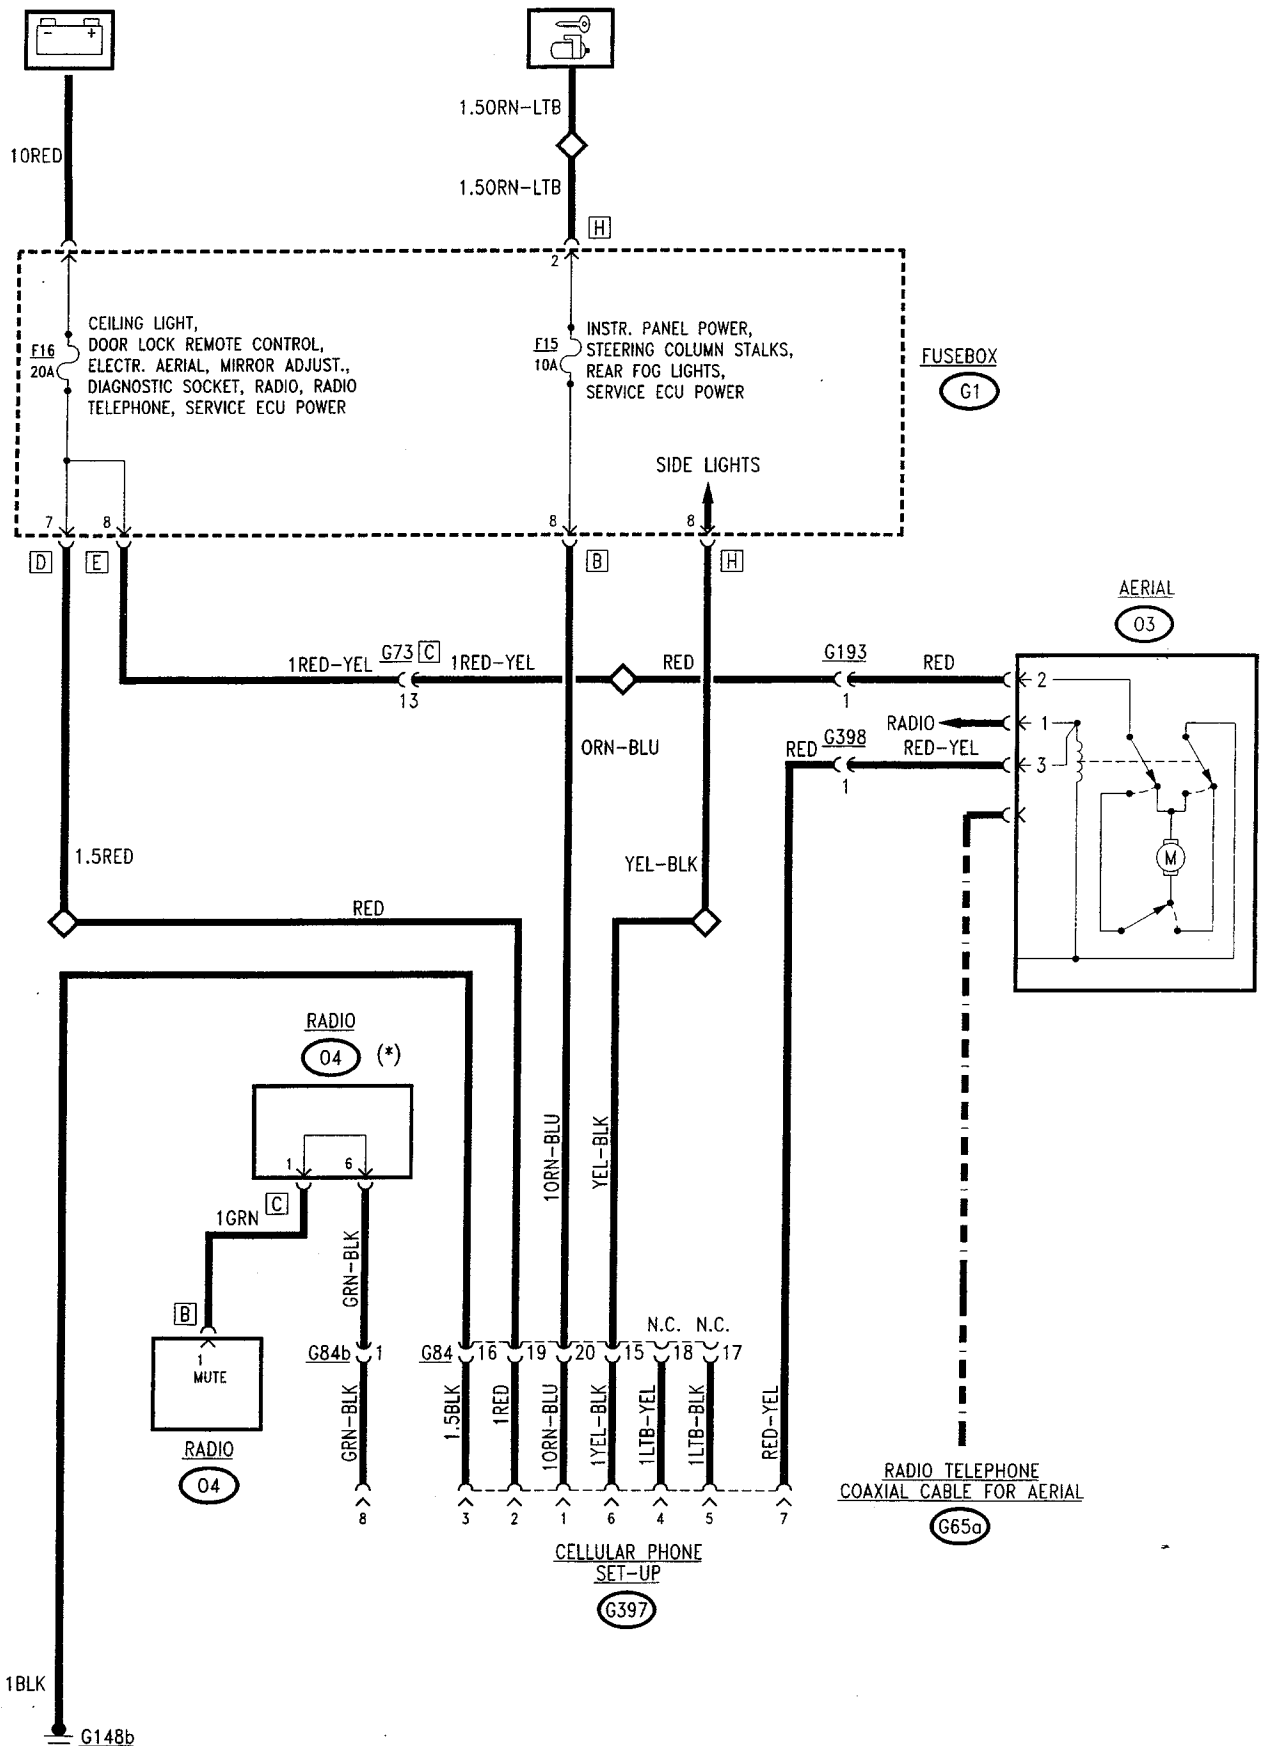 - +
1.5ORN-LTB
10RED
1.5ORN-LTB
H
2
CEILING LIGHT,
DOOR LOCK REMOTE CONTROL,
ELECTR. AERIAL, MIRROR ADJUST.,
DIAGNOSTIC SOCKET, RADIO, RADIO
TELEPHONE, SERVICE ECU POWER
F16
20A
INSTR. PANEL POWER,
STEERING COLUMN STALKS,
REAR FOG LIGHTS,
SERVICE ECU POWER
F15
10A
FUSEBOX
G1
SIDE LIGHTS
7
8
8
8
D
E
B
H
AERIAL
O3
1RED-YEL
G73 C
13
1RED-YEL
RED
G193
1
RED
2
RADIO
1
ORN-BLU
RED
G398
1
RED-YEL
3
M
1.5RED
YEL-BLK
RED
RADIO
O4 (*)
1
6
C
1GRN
GRN-BLK
1ORN-BLU
YEL-BLK
B
1
MUTE
RADIO
O4
G84b
1
G84
16
19
20
15
N.C.
18
N.C.
17
GRN-BLK
1.5BLK
1RED
1ORN-BLU
1YEL-BLK
1LTB-YEL
1LTB-BLK
RED-YEL
8
3
2
1
6
4
5
7
CELLULAR PHONE
SET-UP
G397
RADIO TELEPHONE
COAXIAL CABLE FOR AERIAL
G65a
1BLK
G148b